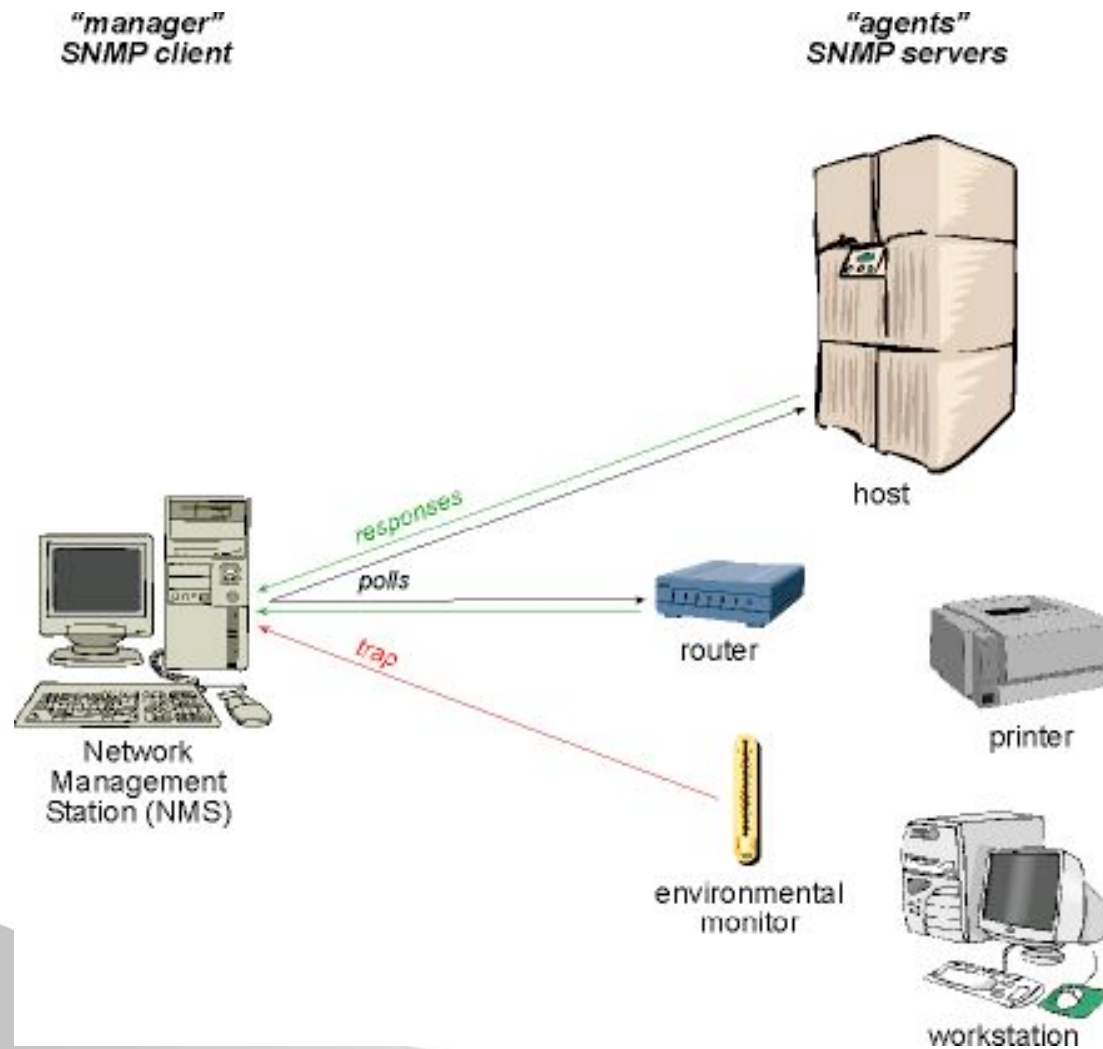 "manager"
SNMP client
"agents"
SNMP servers
host
responses
polls
router
trap
printer
Network
Management
Station (NMS)
environmental
monitor
workstation